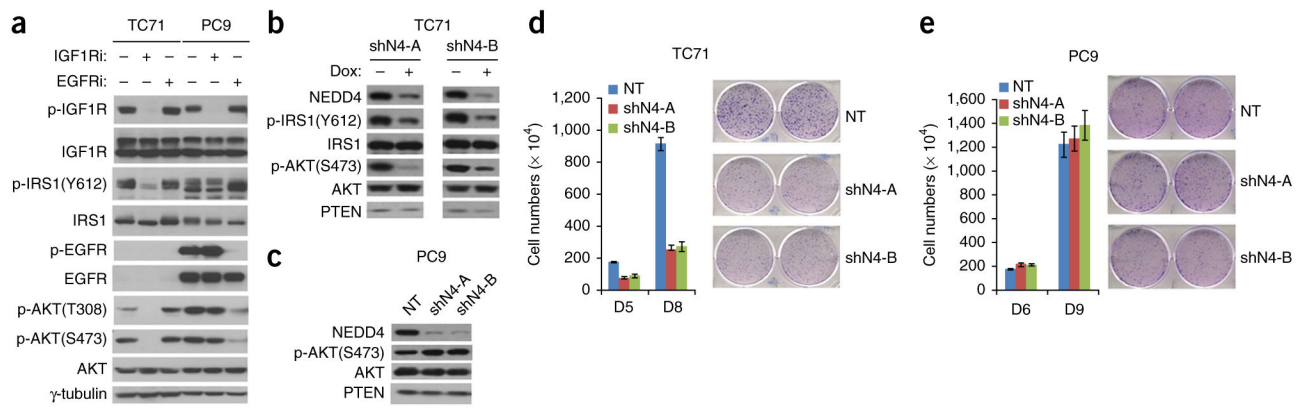 a
TC71 PC9
IGF1Ri: – + – – + –
EGFRi: – – + – – +
p-IGF1R
IGF1R
p-IRS1(Y612)
IRS1
p-EGFR
EGFR
p-AKT(T308)
p-AKT(S473)
AKT
γ-tubulin
b
TC71
shN4-A shN4-B
Dox: – + – +
NEDD4
p-IRS1(Y612)
IRS1
p-AKT(S473)
AKT
PTEN
c
PC9
NT shN4-A shN4-B
NEDD4
p-AKT(S473)
AKT
PTEN
d
TC71
NT
shN4-A
shN4-B
Cell numbers (× 10⁴)
1,200
1,000
800
600
400
200
0
D5 D8
NT
shN4-A
shN4-B
e
PC9
NT
shN4-A
shN4-B
Cell numbers (× 10⁴)
1,600
1,400
1,200
1,000
800
600
400
200
0
D6 D9
NT
shN4-A
shN4-B